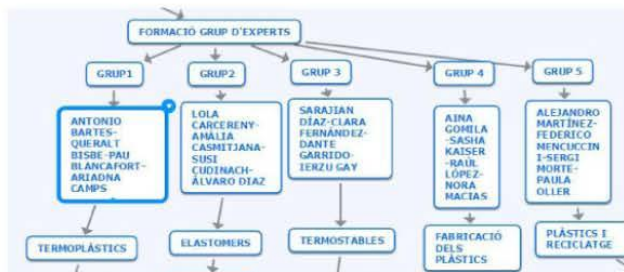 FORMACIÓ GRUP D'EXPERTS
GRUP1
GRUP2
GRUP 3
GRUP 4
GRUP 5
ANTONIO
BARTES-
QUERALT
BISBE-PAU
BLANCAFORT-
ARIADNA
CAMPS
LOLA
CARCERENY-
AMÀLIA
CASMITJANA-
SUSI
CUDINACH-
ÁLVARO DIAZ
SARAJIAN
DÍAZ-CLARA
FERNÁNDEZ-
DANTE
GARRIDO-
IERZU GAY
AINA
GOMILA
-SASHA
KAISER
-RAÚL
LÓPEZ-
NORA
MACIAS
ALEJANDRO
MARTÍNEZ-
FEDERICO
MENCUCCIN
I-SERGI
MORTE-
PAULA
OLLER
TERMOPLÀSTICS
ELASTOMERS
TERMOSTABLES
FABRICACIÓ
DELS
PLÀSTICS
PLÀSTICS I
RECICLATGE